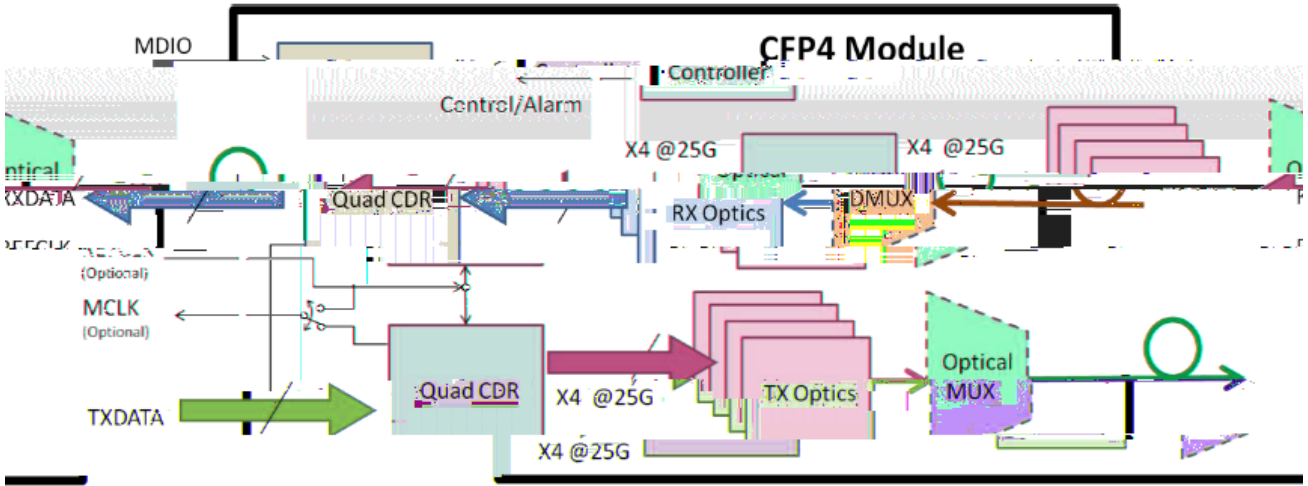 MDIO
CFP4 Module
Controller
Control/Alarm
X4 @25G
X4 @25G
Quad CDR
RX Optics
DMUX
(Optional)
MCLK
(Optional)
Optical
Quad CDR
X4 @25G
TX Optics
MUX
TXDATA
X4 @25G